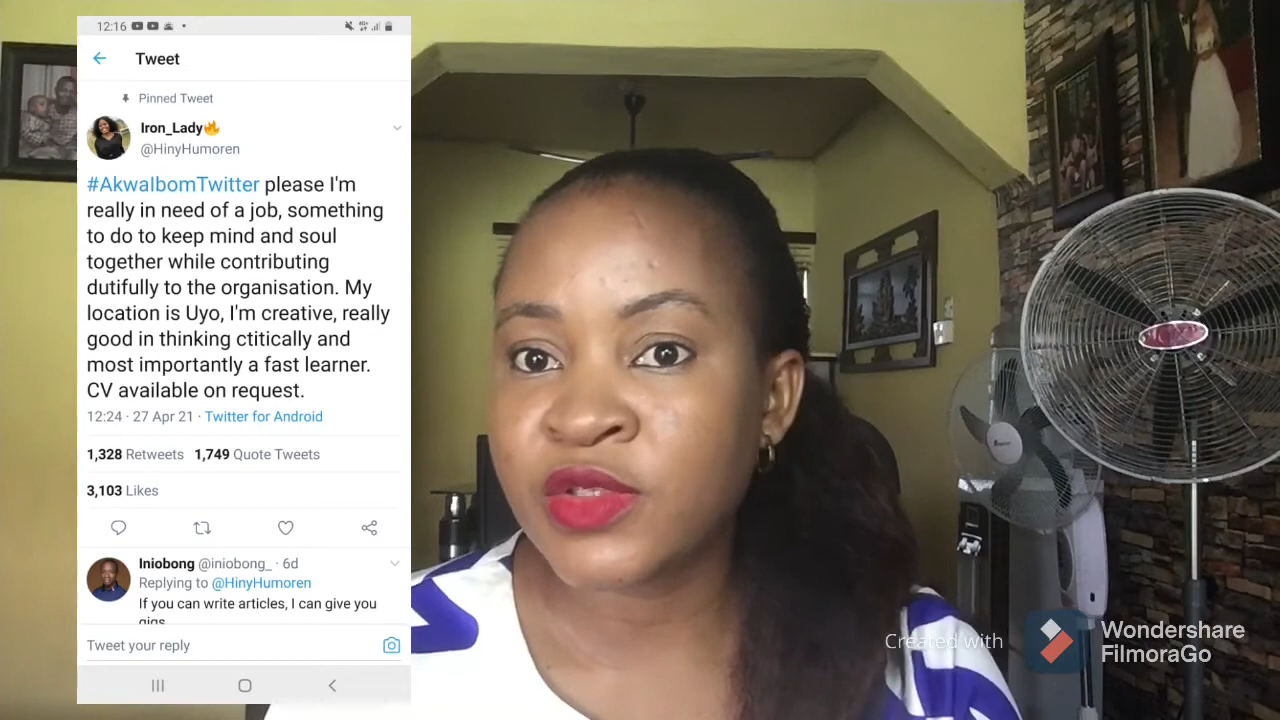 12:16
Tweet
Pinned Tweet
Iron_Lady🔥
@HinyHumoren
#AkwaIbomTwitter please I'm
really in need of a job, something
to do to keep mind and soul
together while contributing
dutifully to the organisation. My
location is Uyo, I'm creative, really
good in thinking ctitically and
most importantly a fast learner.
CV available on request.
12:24 · 27 Apr 21 · Twitter for Android
1,328 Retweets 1,749 Quote Tweets
3,103 Likes
Iniobong @iniobong_ · 6d
Replying to @HinyHumoren
If you can write articles, I can give you
gigs
Tweet your reply
Created with
Wondershare
FilmoraGo